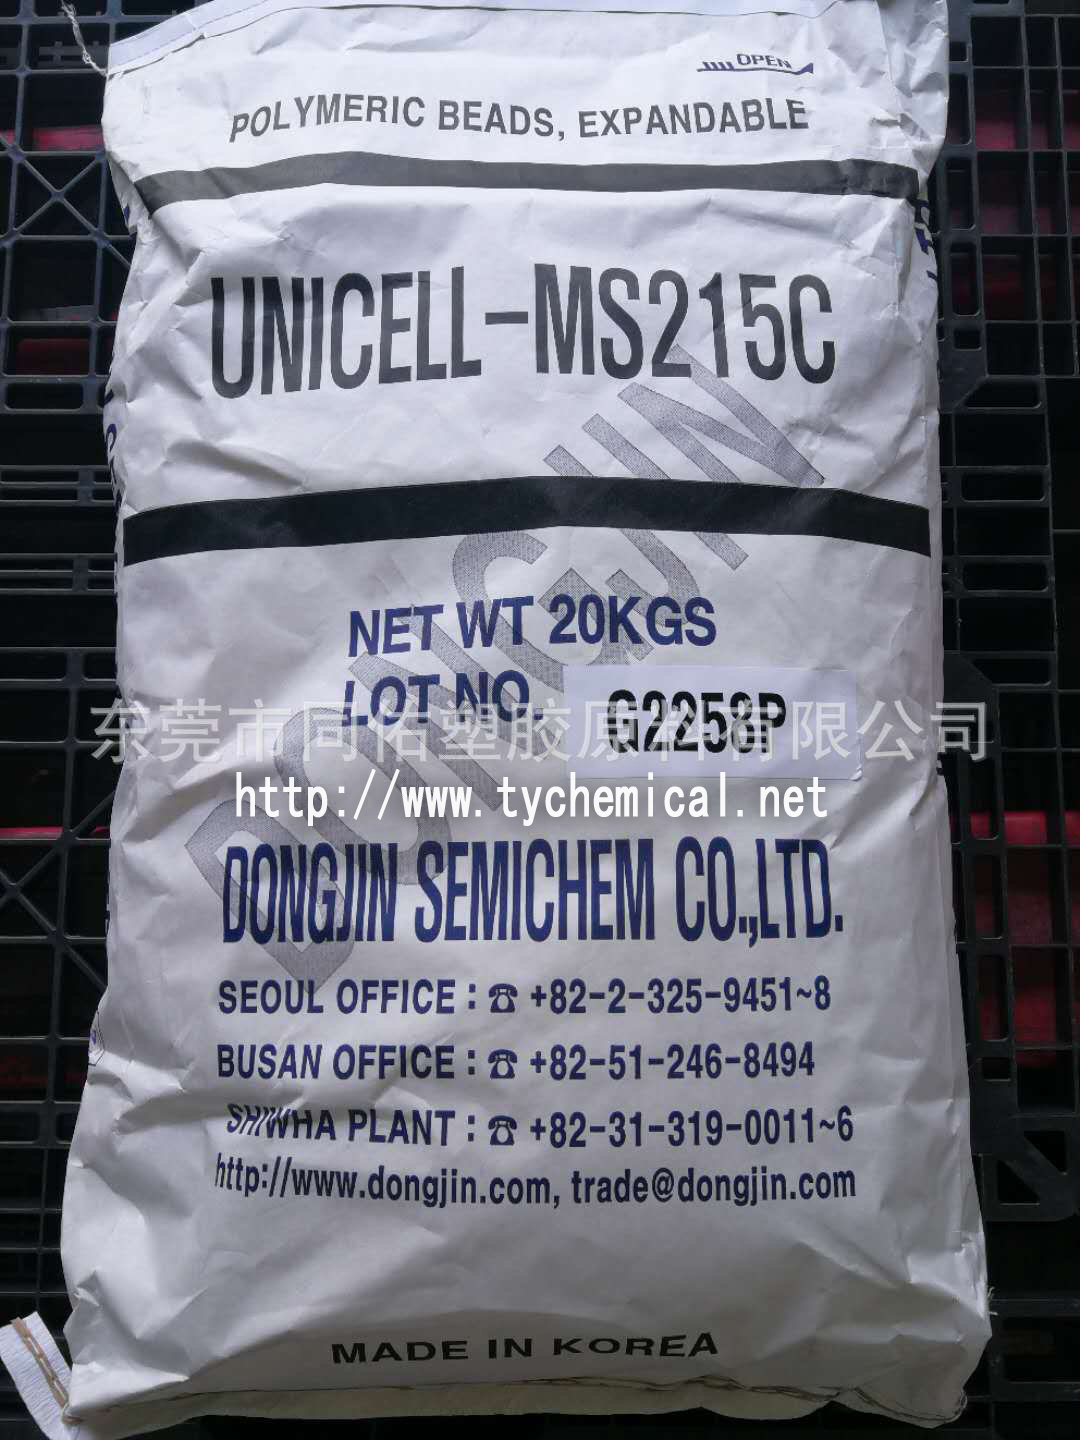 OPEN
POLYMERIC BEADS, EXPANDABLE
UNICELL-MS215C
DONGJIN
NET WT 20KGS
LOT NO. G2258P
东莞市同佑塑胶原料有限公司
http://www.tychemical.net
DONGJIN SEMICHEM CO.,LTD.
SEOUL OFFICE : ☎ +82-2-325-9451~8
BUSAN OFFICE : ☎ +82-51-246-8494
SHIWHA PLANT : ☎ +82-31-319-0011~6
http://www.dongjin.com, trade@dongjin.com
MADE IN KOREA